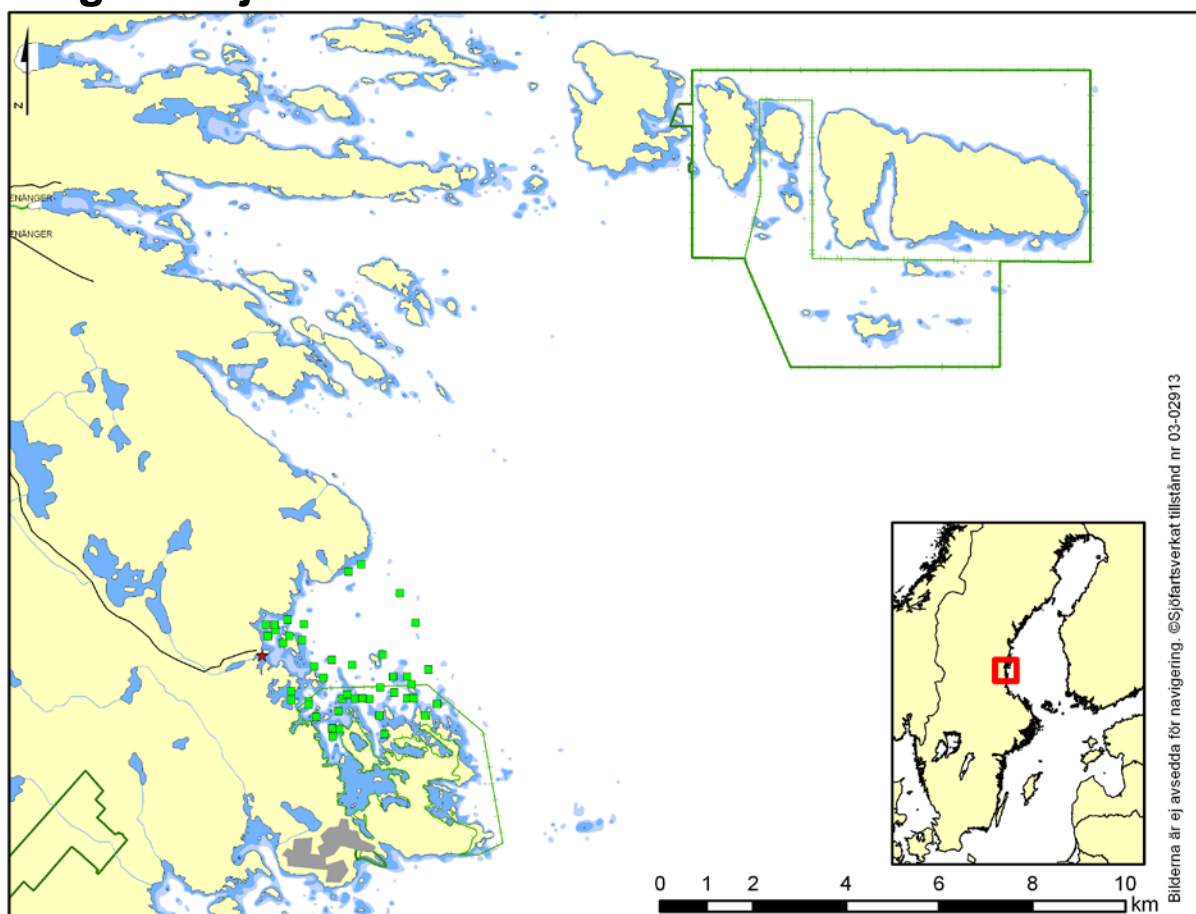 N
ENÄNGER
ENÄNGER
Bilderna är ej avsedda för navigering. ©Sjöfartsverkat tillstånd nr 03-02913
0 1 2 4 6 8 10
km